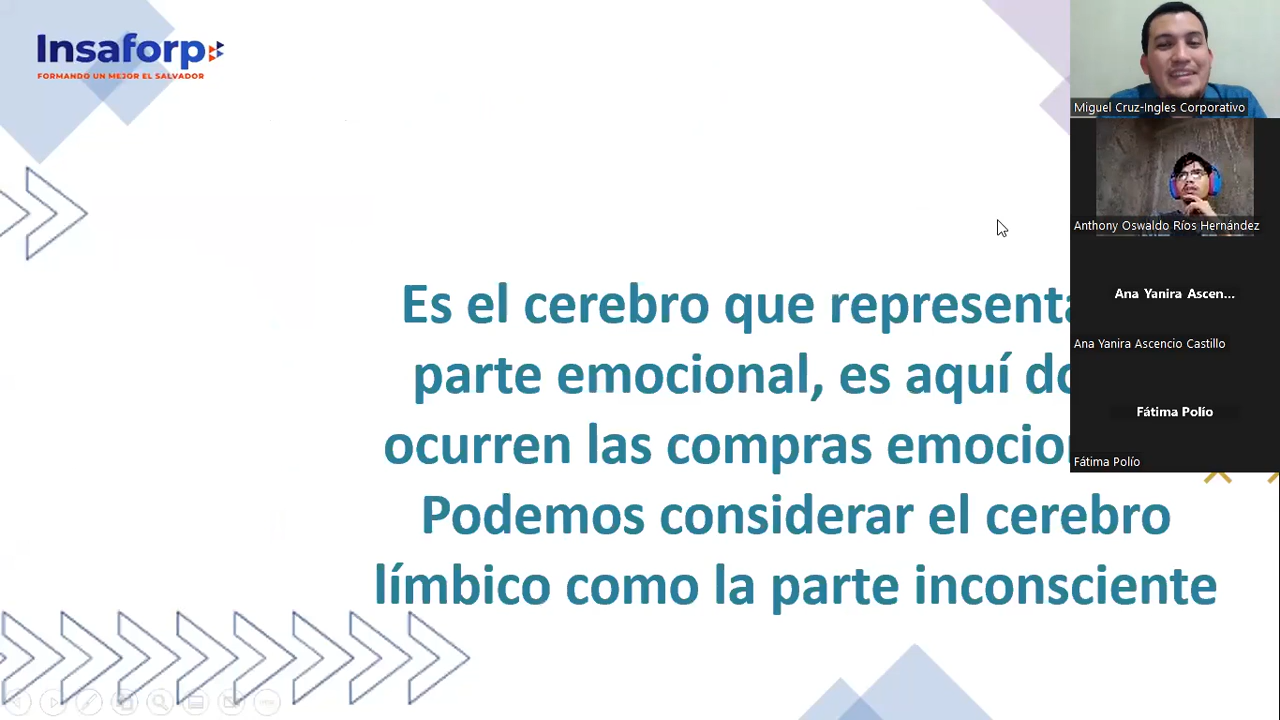 Insaforp
FORMANDO UN MEJOR EL SALVADOR
Es el cerebro que representa
parte emocional, es aquí
ocurren las compras
Podemos considerar el cerebro
límbico como la parte inconsciente
Miguel Cruz-Ingles Corporativo
Anthony Oswaldo Ríos Hernández
Ana Yanira Ascen...
Ana Yanira Ascencio Castillo
Fátima Polío
Fátima Polío